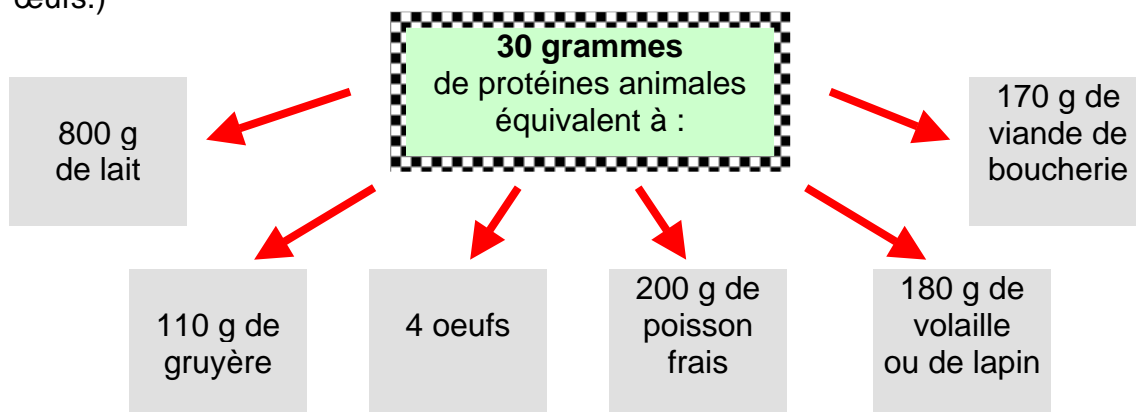 œufs.)
30 grammes
de protéines animales
équivalent à :
800 g
de lait
170 g de
viande de
boucherie
110 g de
gruyère
4 oeufs
200 g de
poisson
frais
180 g de
volaille
ou de lapin